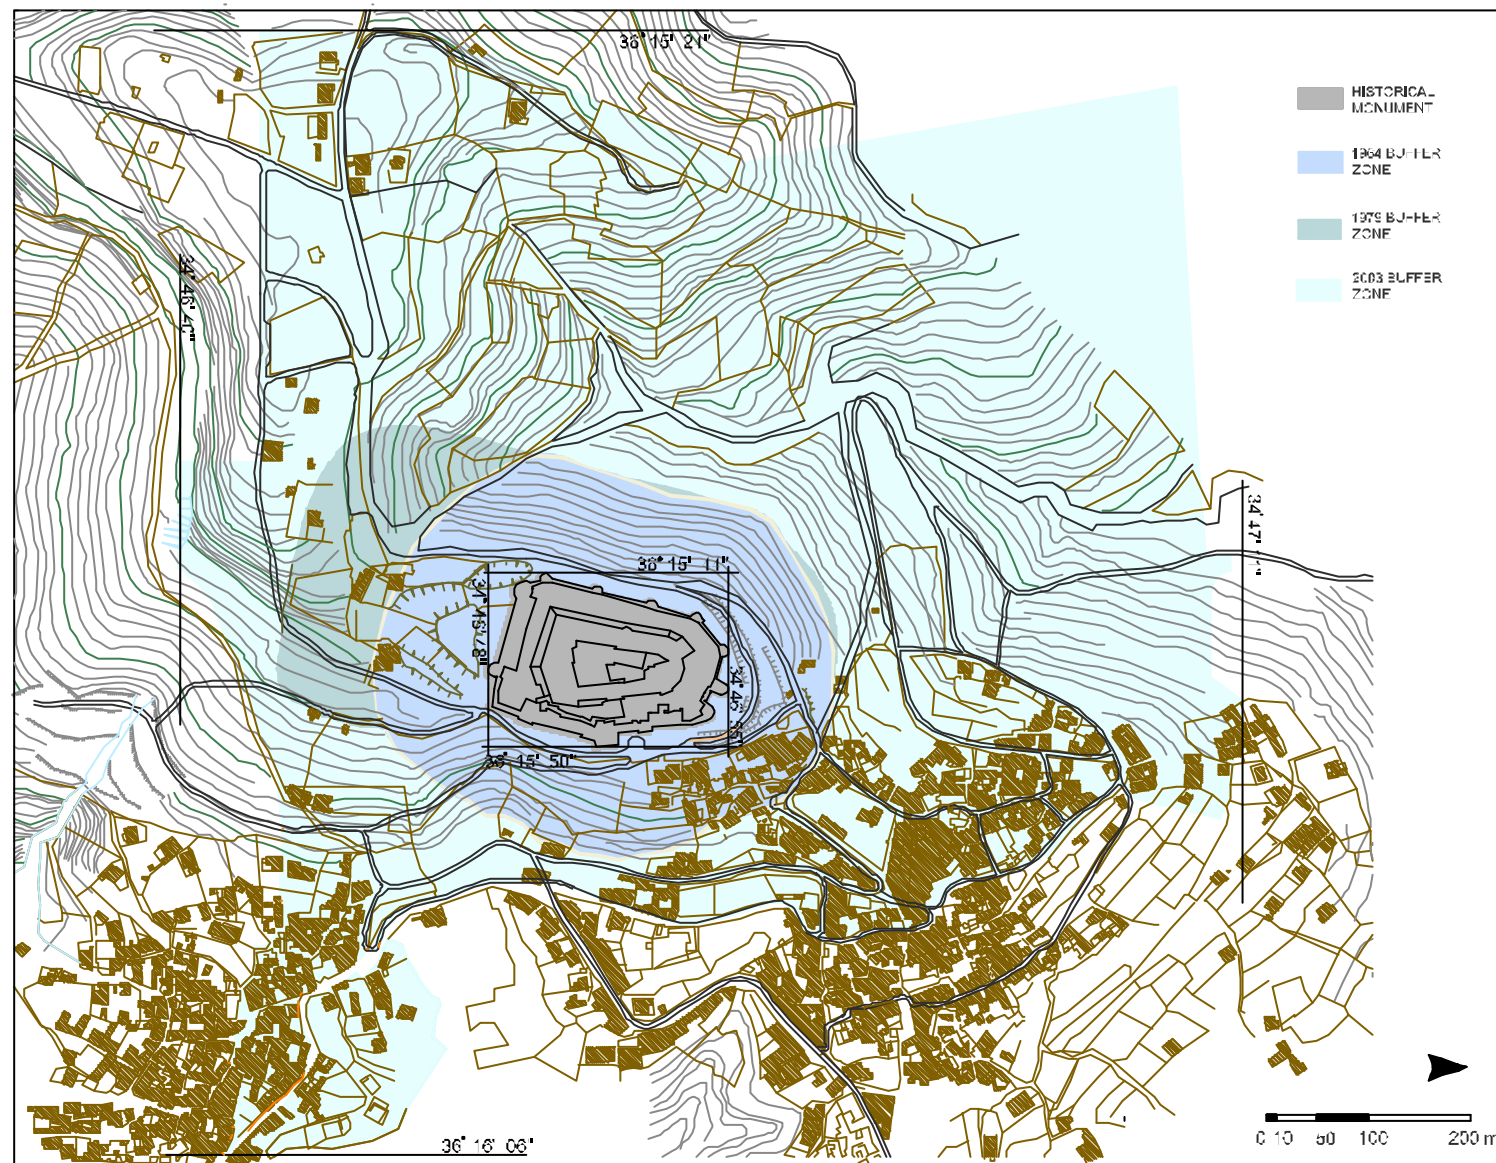 36° 15' 21"
HISTORICAL
MONUMENT
1964 BUFFER
ZONE
1979 BUFFER
ZONE
2003 BUFFER
ZONE
34° 46' 40"
34° 47' 11"
36° 15' 11"
34° 46' 55"
36° 15' 50"
36° 16' 06"
0 10 50 100 200 m